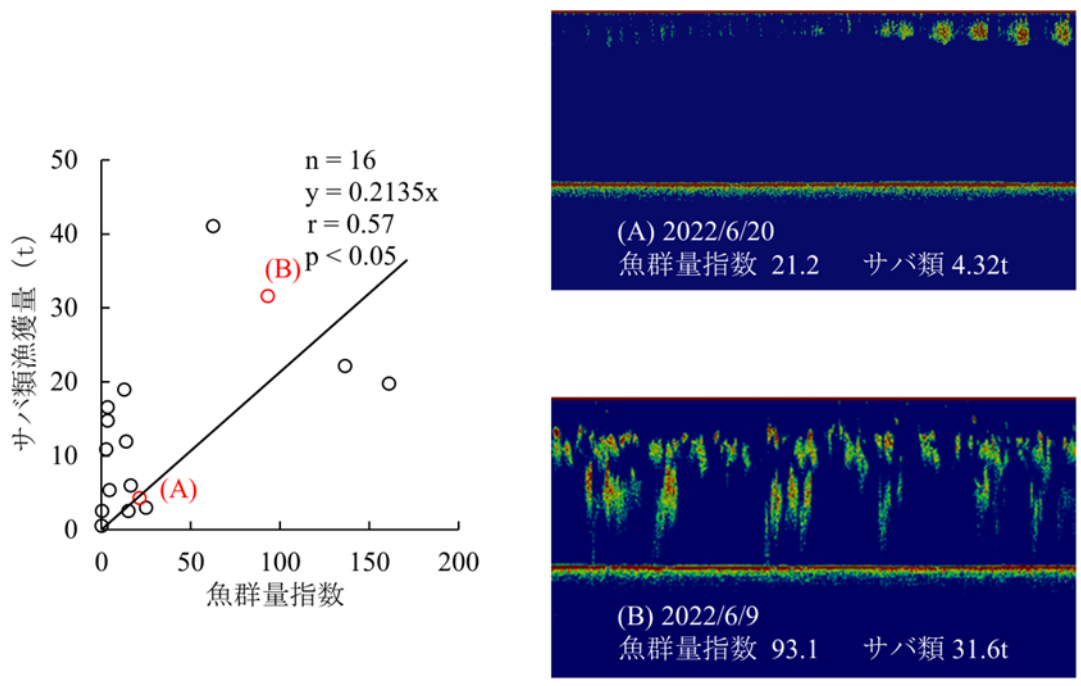 n = 16
y = 0.2135x
r = 0.57
p < 0.05
(B)
(A)
サバ類漁獲量 (t)
50
40
30
20
10
0
0 50 100 150 200
魚群量指数
(A) 2022/6/20
魚群量指数 21.2 サバ類 4.32t
(B) 2022/6/9
魚群量指数 93.1 サバ類 31.6t